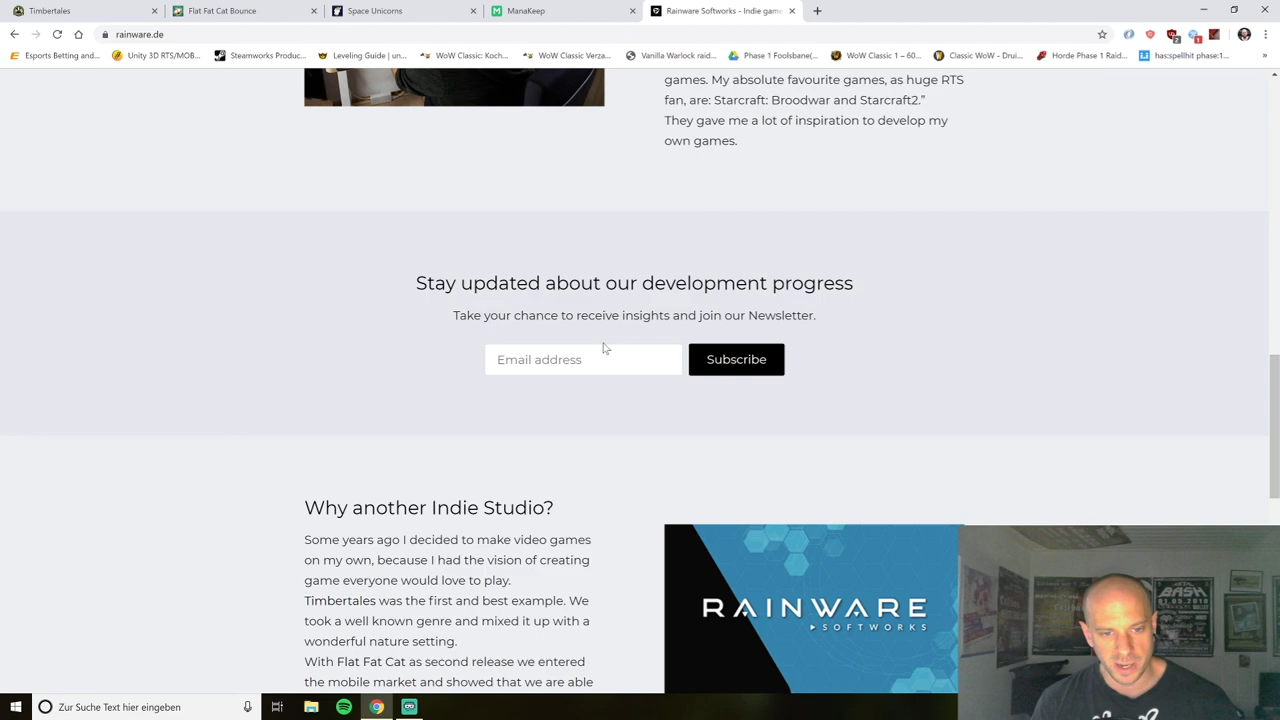 Timbertales
Flat Fat Cat Bounce
Space Unicorns
ManaKeep
Rainware Softworks - Indie gam
rainware.de
Esports Betting and...
Unity 3D RTS/MOB...
Steamworks Produc...
Leveling Guide | un...
WoW Classic: Koch...
WoW Classic Verza...
Vanilla Warlock raid...
Phase 1 Foolsbane(...
WoW Classic 1 – 60...
Classic WoW - Drui...
Horde Phase 1 Raid...
has:spellhit phase:1...
games. My absolute favourite games, as huge RTS
fan, are: Starcraft: Broodwar and Starcraft2.”
They gave me a lot of inspiration to develop my
own games.
Stay updated about our development progress
Take your chance to receive insights and join our Newsletter.
Email address
Subscribe
Why another Indie Studio?
Some years ago I decided to make video games
on my own, because I had the vision of creating
game everyone would love to play.
Timbertales was the first and best example. We
took a well known genre and mixed it up with a
wonderful nature setting.
With Flat Fat Cat as second release we entered
the mobile market and showed that we are able
RAINWARE
SOFTWORKS
BASH
Zur Suche Text hier eingeben